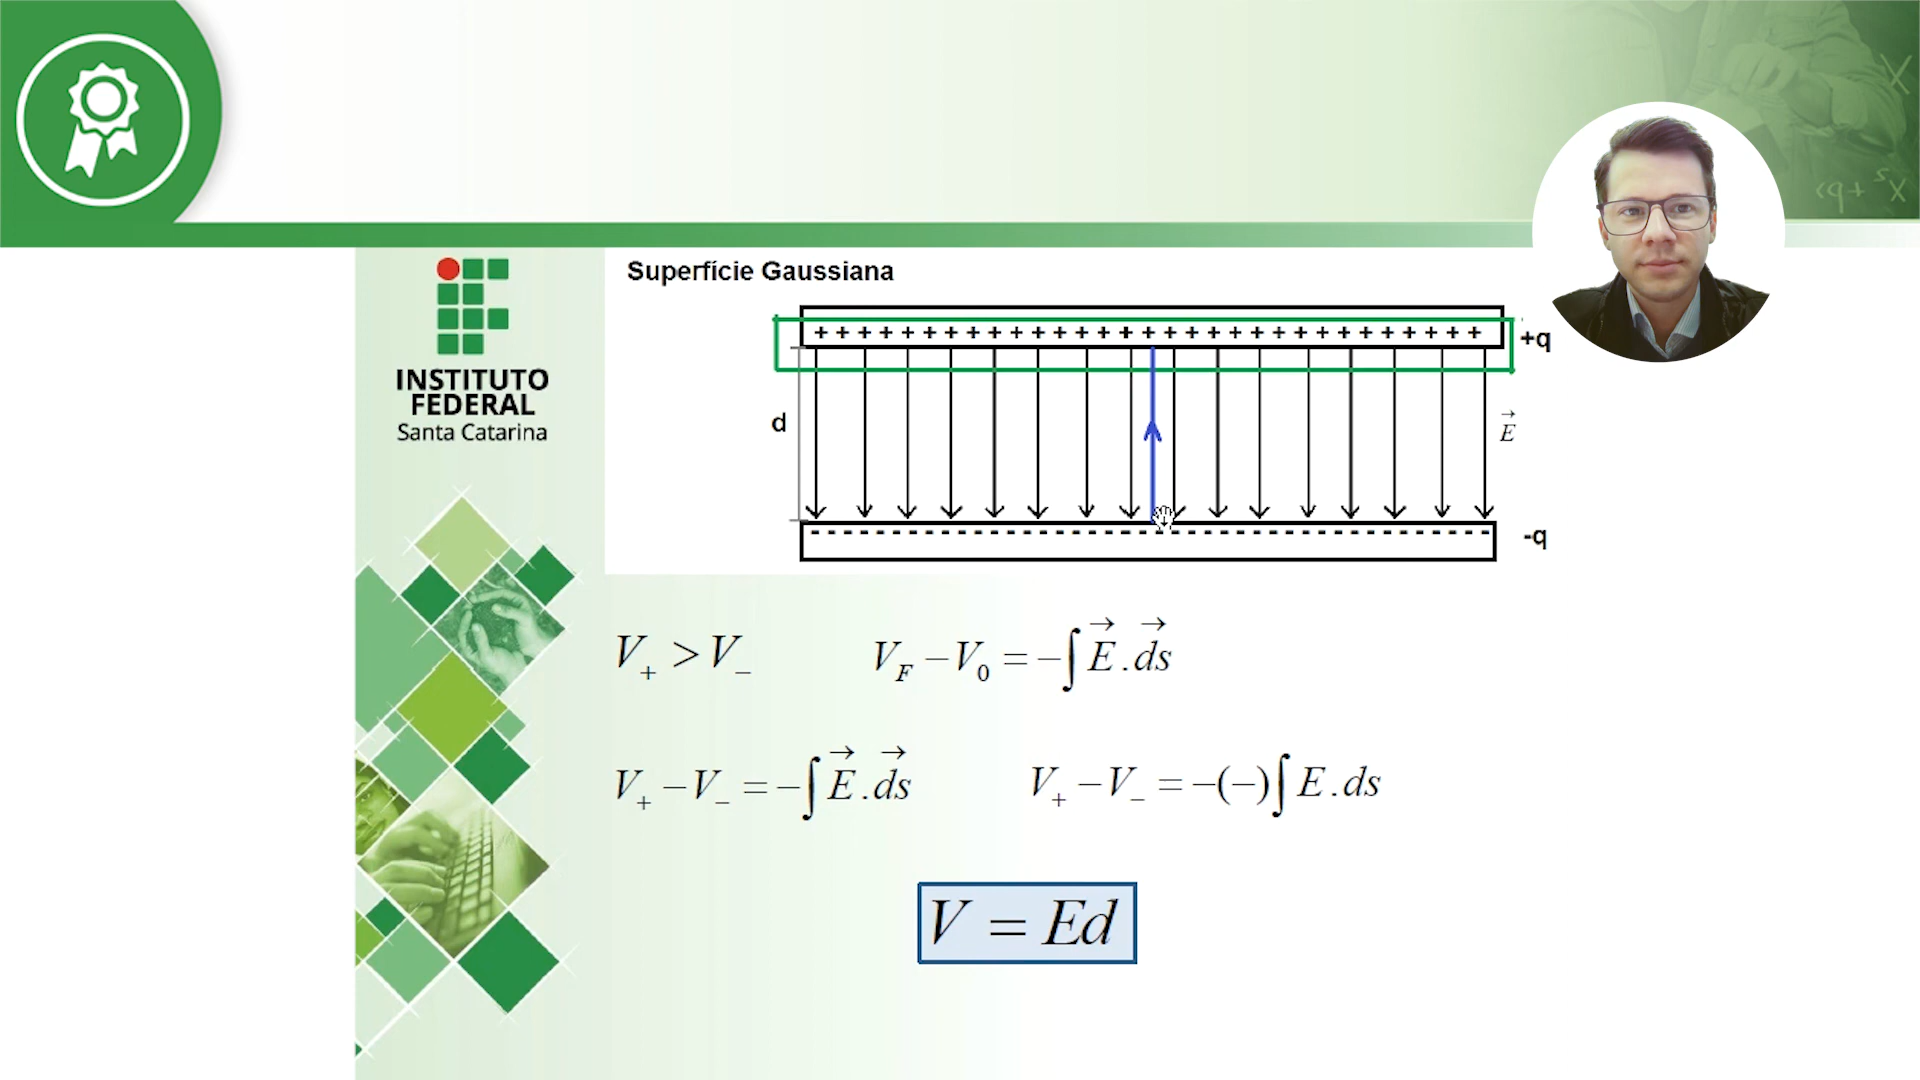 INSTITUTO
FEDERAL
Santa Catarina
Superfície Gaussiana
+ + + + + + + + + + + + + + + + + + + + + + + + + + + + + + +
+q
d
E⃗
- - - - - - - - - - - - - - - - - - - - - - - - - - - - - - -
-q
V₊ > V₋
V_F − V₀ = −∫ E⃗ . ds⃗
V₊ − V₋ = −∫ E⃗ . ds⃗
V₊ − V₋ = −(−)∫ E . ds
V = Ed